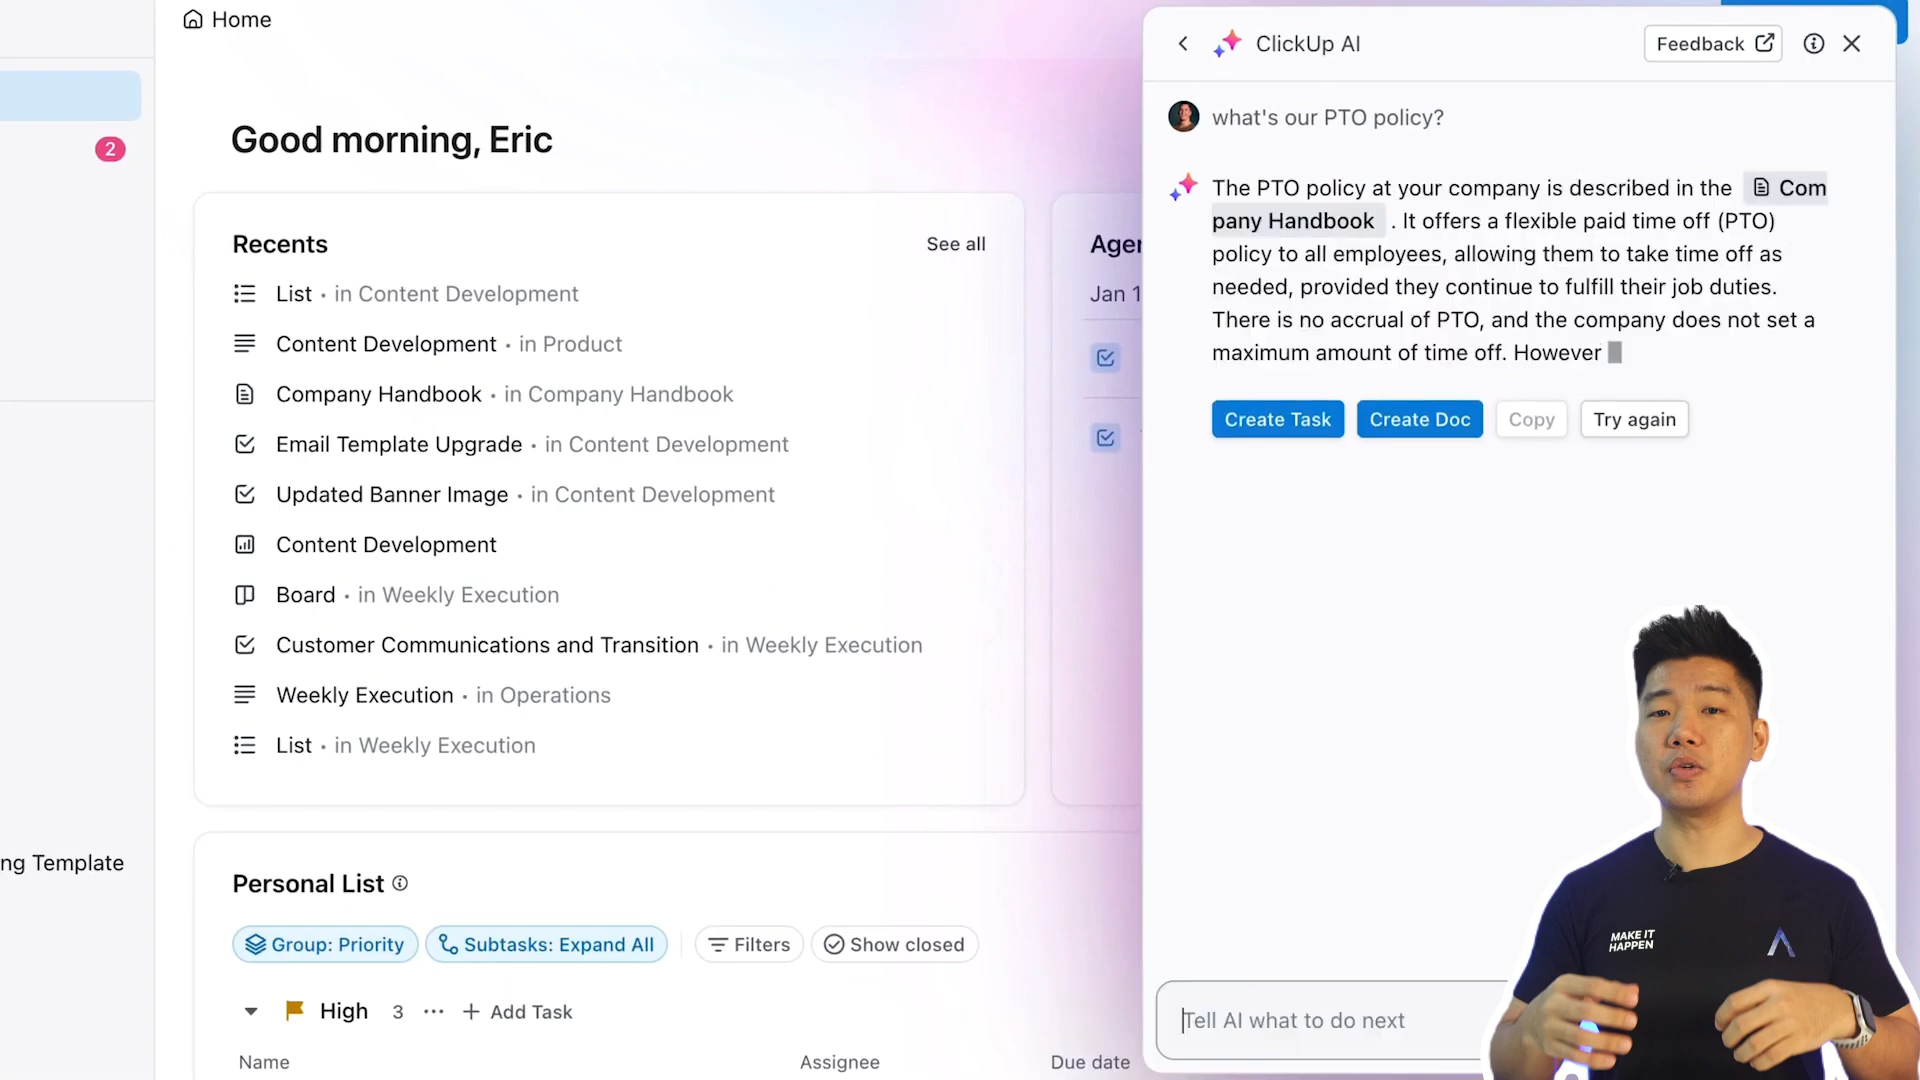 Home
Good morning, Eric
2
Recents
See all
List • in Content Development
Content Development • in Product
Company Handbook • in Company Handbook
Email Template Upgrade • in Content Development
Updated Banner Image • in Content Development
Content Development
Board • in Weekly Execution
Customer Communications and Transition • in Weekly Execution
Weekly Execution • in Operations
List • in Weekly Execution
ng Template
Personal List
Group: Priority
Subtasks: Expand All
Filters
Show closed
High 3 ... + Add Task
Name
Assignee
Due date
Agen
Jan 1
ClickUp AI
Feedback
what's our PTO policy?
The PTO policy at your company is described in the Com
pany Handbook . It offers a flexible paid time off (PTO)
policy to all employees, allowing them to take time off as
needed, provided they continue to fulfill their job duties.
There is no accrual of PTO, and the company does not set a
maximum amount of time off. However
Create Task
Create Doc
Copy
Try again
Tell AI what to do next
MAKE IT
HAPPEN